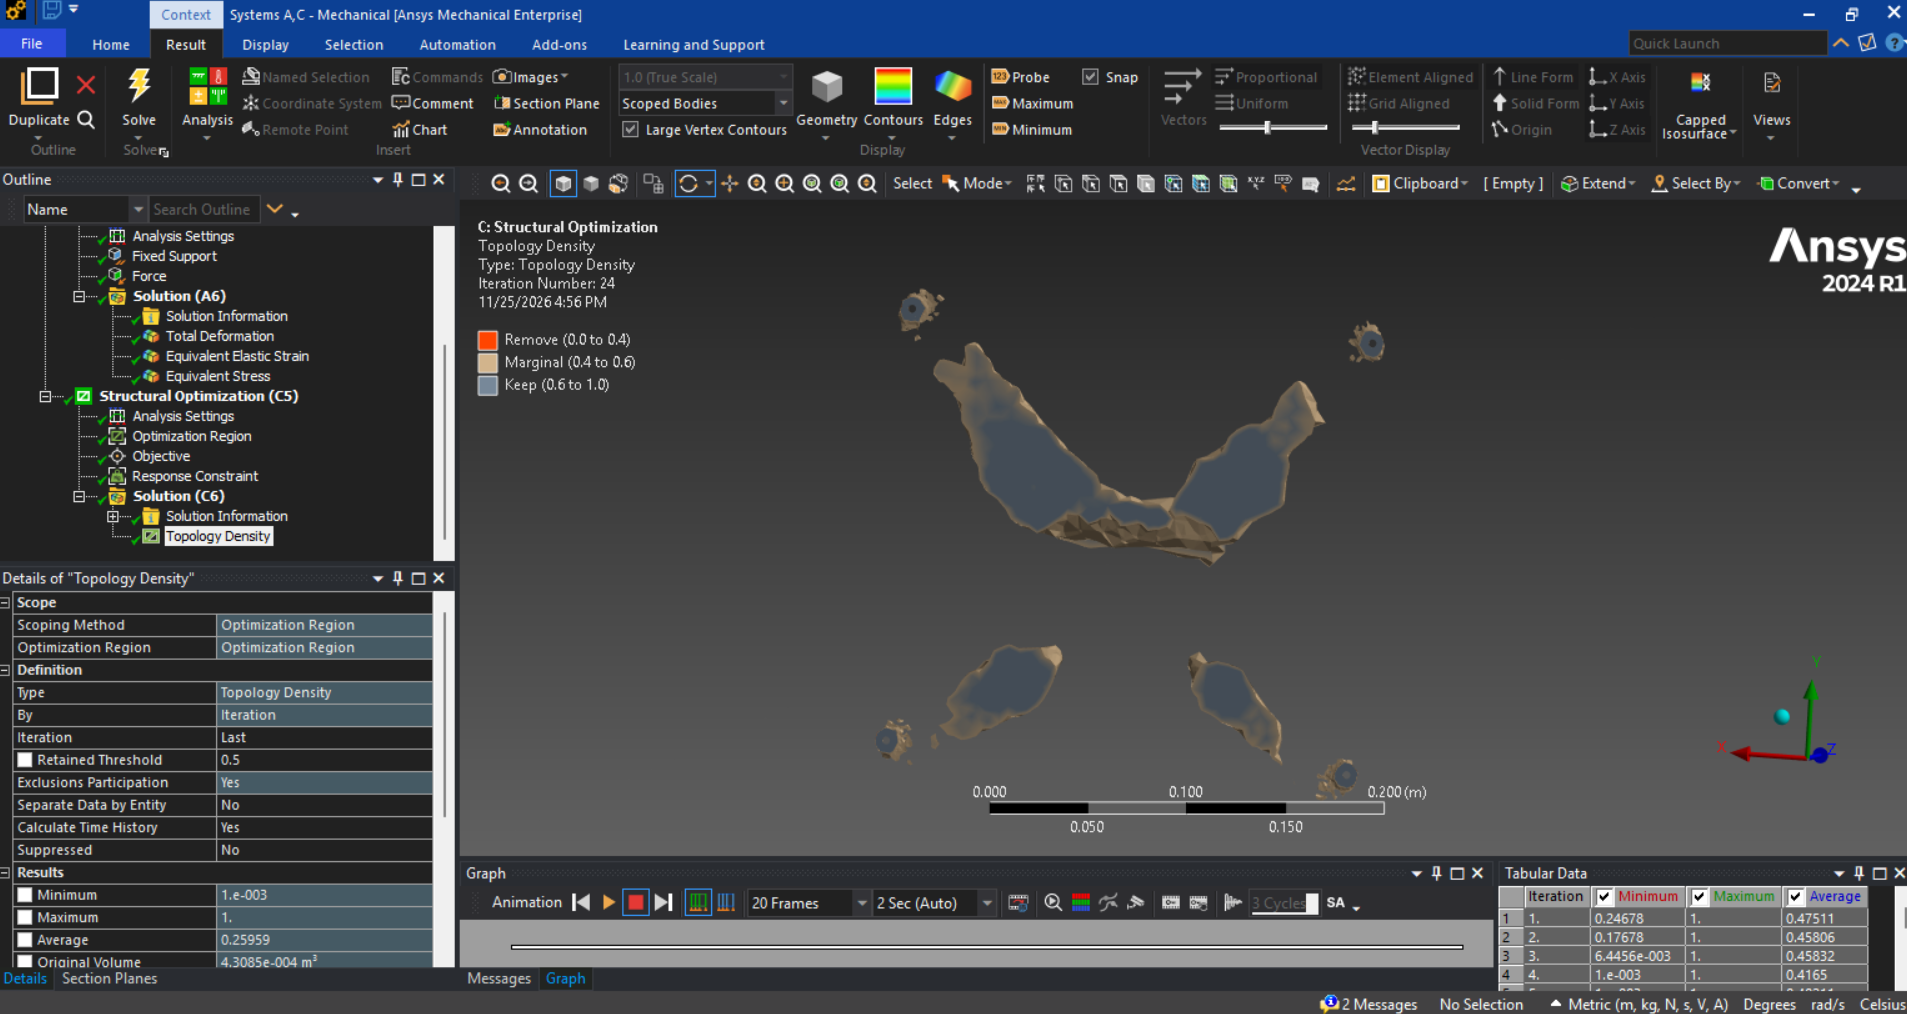 Context
Systems A,C - Mechanical [Ansys Mechanical Enterprise]
File
Home
Result
Display
Selection
Automation
Add-ons
Learning and Support
Quick Launch
Duplicate
Outline
Solve
Solver
Analysis
Named Selection
Coordinate System
Remote Point
Commands
Comment
Chart
Images
Section Plane
Annotation
Insert
1.0 (True Scale)
Scoped Bodies
Large Vertex Contours
Geometry
Contours
Edges
Display
Probe
Maximum
Minimum
Snap
Vectors
Proportional
Uniform
Element Aligned
Grid Aligned
Line Form
Solid Form
Origin
X Axis
Y Axis
Z Axis
Vector Display
Capped
Isosurface
Views
Outline
Name
Search Outline
Select
Mode
Clipboard
[ Empty ]
Extend
Select By
Convert
Analysis Settings
Fixed Support
Force
Solution (A6)
Solution Information
Total Deformation
Equivalent Elastic Strain
Equivalent Stress
Structural Optimization (C5)
Analysis Settings
Optimization Region
Objective
Response Constraint
Solution (C6)
Solution Information
Topology Density
C: Structural Optimization
Topology Density
Type: Topology Density
Iteration Number: 24
11/25/2026 4:56 PM
Remove (0.0 to 0.4)
Marginal (0.4 to 0.6)
Keep (0.6 to 1.0)
Ansys
2024 R1
Y
X
Z
0.000
0.100
0.200 (m)
0.050
0.150
Details of "Topology Density"
Scope
Scoping Method
Optimization Region
Optimization Region
Optimization Region
Definition
Type
Topology Density
By
Iteration
Iteration
Last
Retained Threshold
0.5
Exclusions Participation
Yes
Separate Data by Entity
No
Calculate Time History
Yes
Suppressed
No
Results
Minimum
1.e-003
Maximum
1.
Average
0.25959
Original Volume
4.3085e-004 m³
Details
Section Planes
Graph
Animation
20 Frames
2 Sec (Auto)
3 Cycles
SA
Messages
Graph
Tabular Data
Iteration
Minimum
Maximum
Average
1 1. 0.24678 1. 0.47511
2 2. 0.17678 1. 0.45806
3 3. 6.4456e-003 1. 0.45832
4 4. 1.e-003 1. 0.4165
2 Messages
No Selection
Metric (m, kg, N, s, V, A)
Degrees
rad/s
Celsius